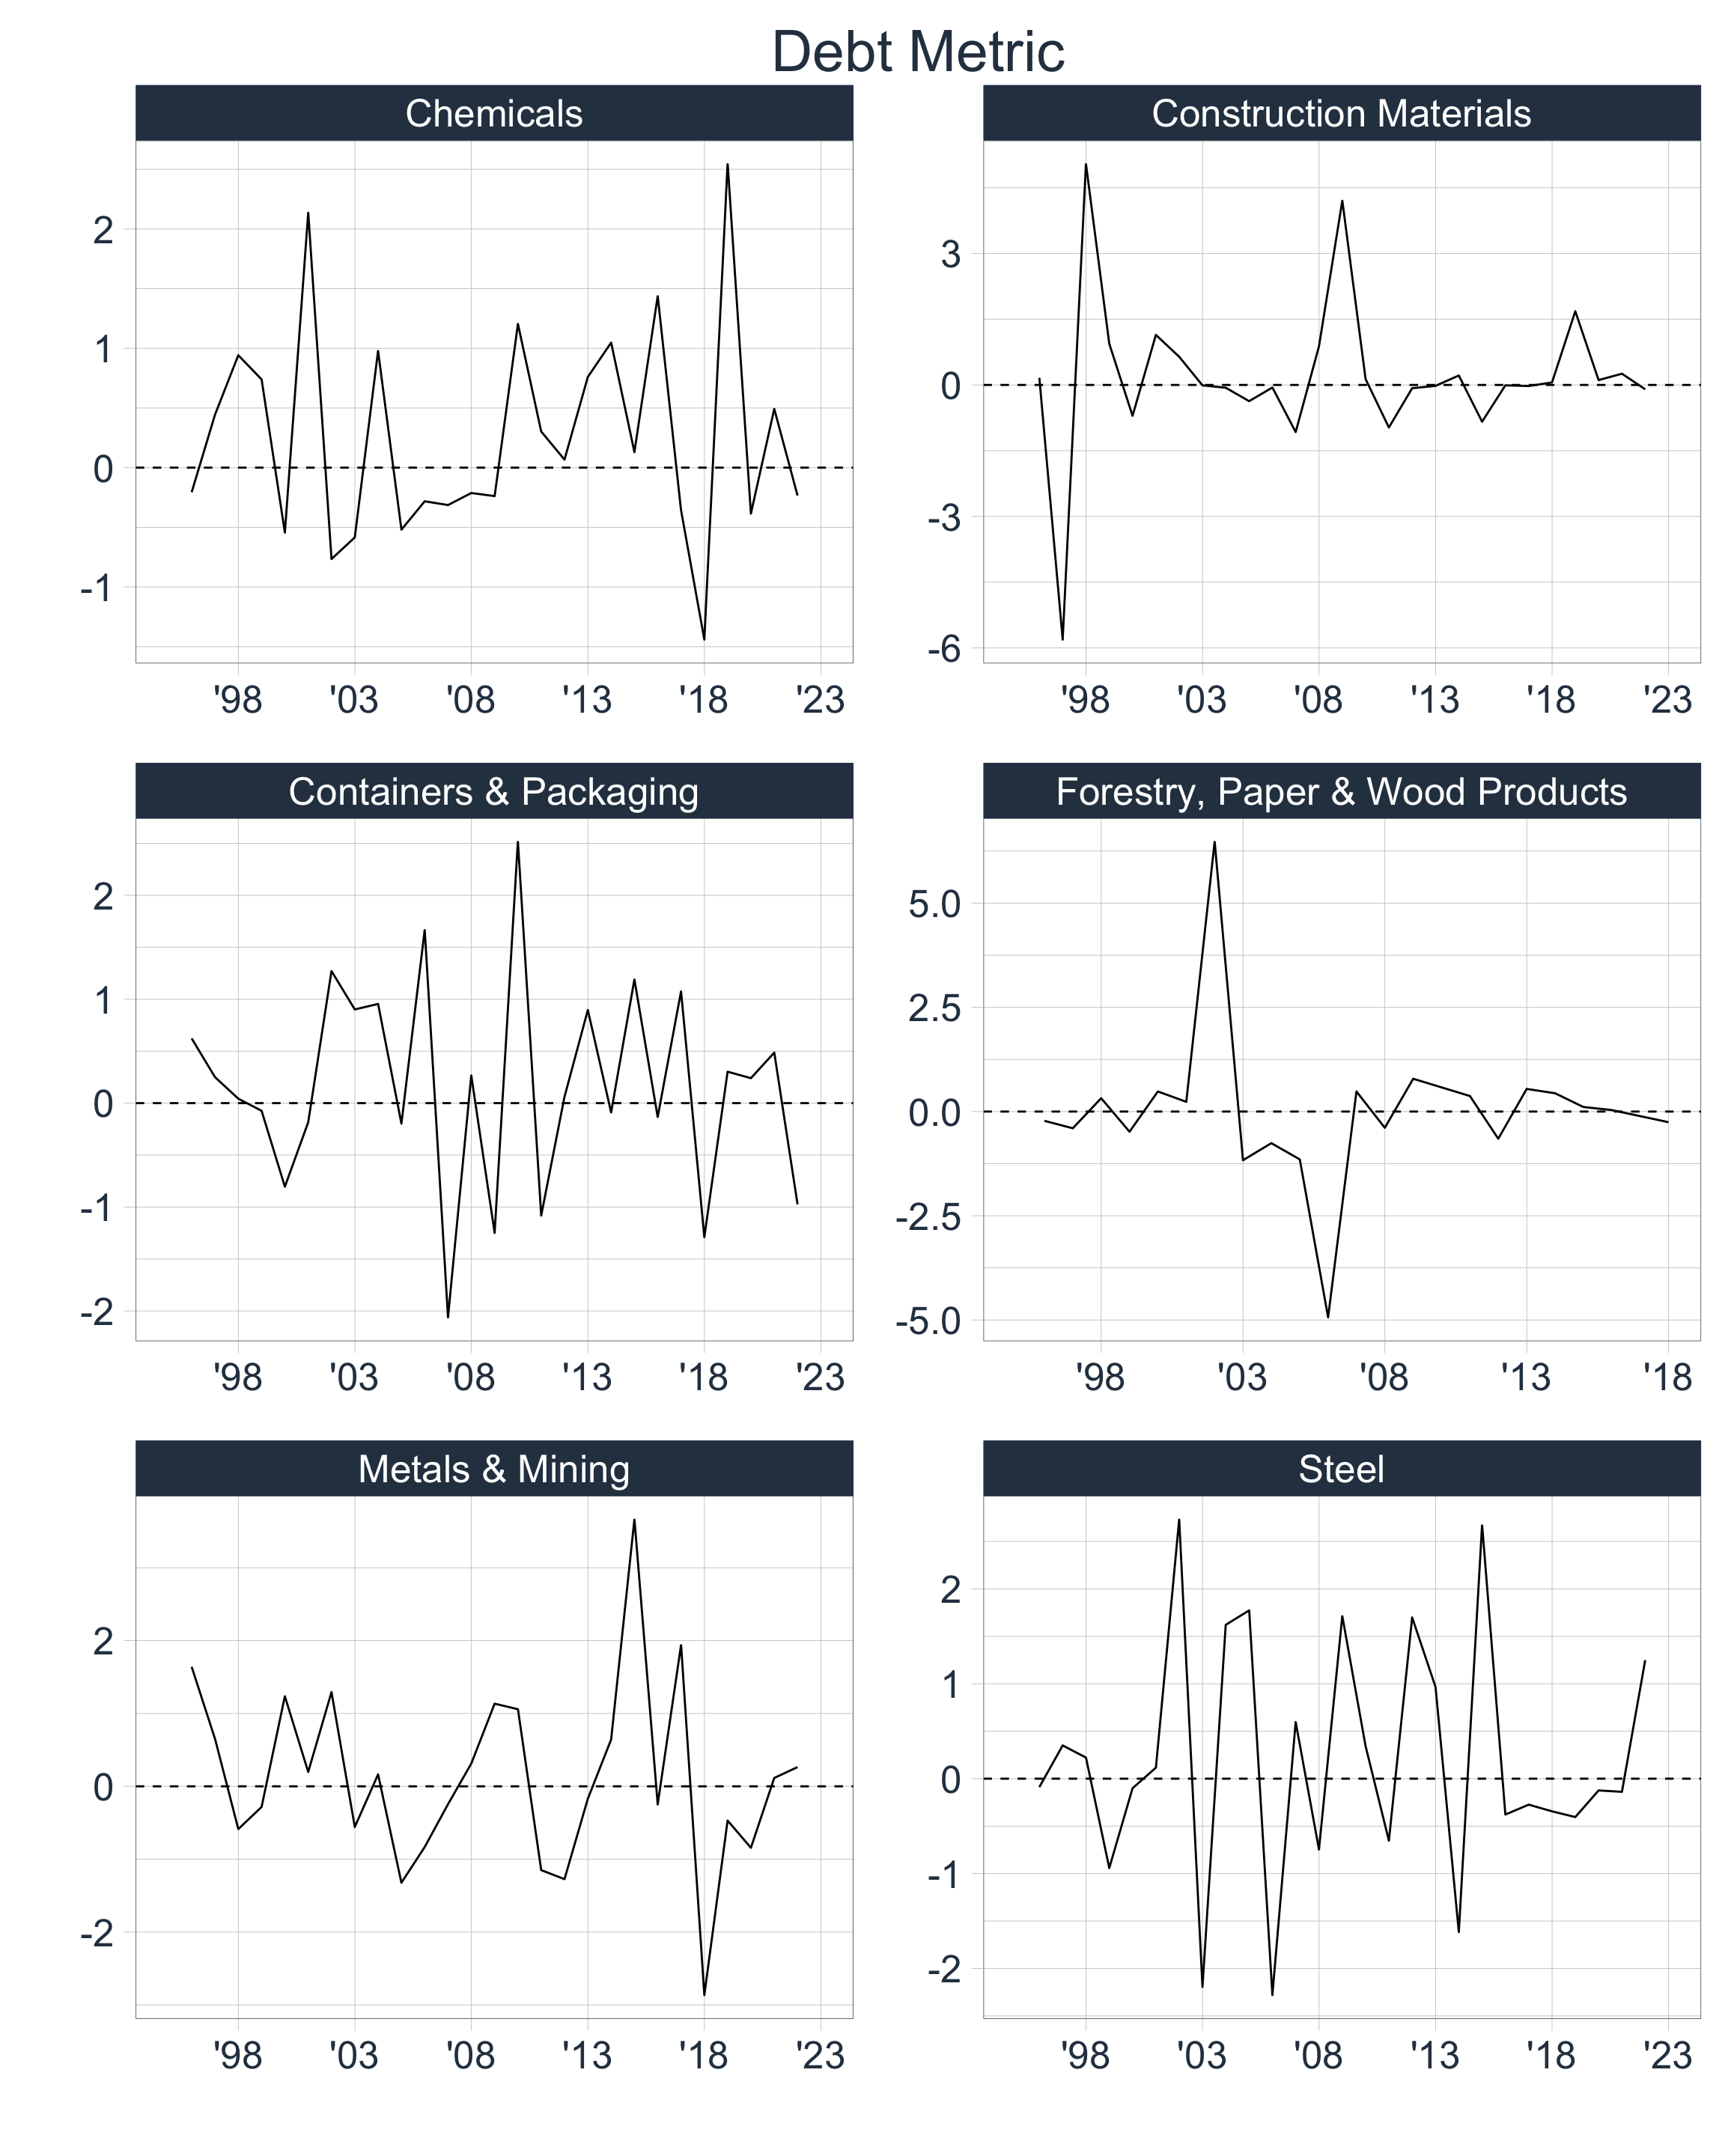 Debt Metric
Chemicals
2
1
0
-1
'98 '03 '08 '13 '18 '23
Construction Materials
3
0
-3
-6
'98 '03 '08 '13 '18 '23
Containers & Packaging
2
1
0
-1
-2
'98 '03 '08 '13 '18 '23
Forestry, Paper & Wood Products
5.0
2.5
0.0
-2.5
-5.0
'98 '03 '08 '13 '18
Metals & Mining
2
0
-2
'98 '03 '08 '13 '18 '23
Steel
2
1
0
-1
-2
'98 '03 '08 '13 '18 '23